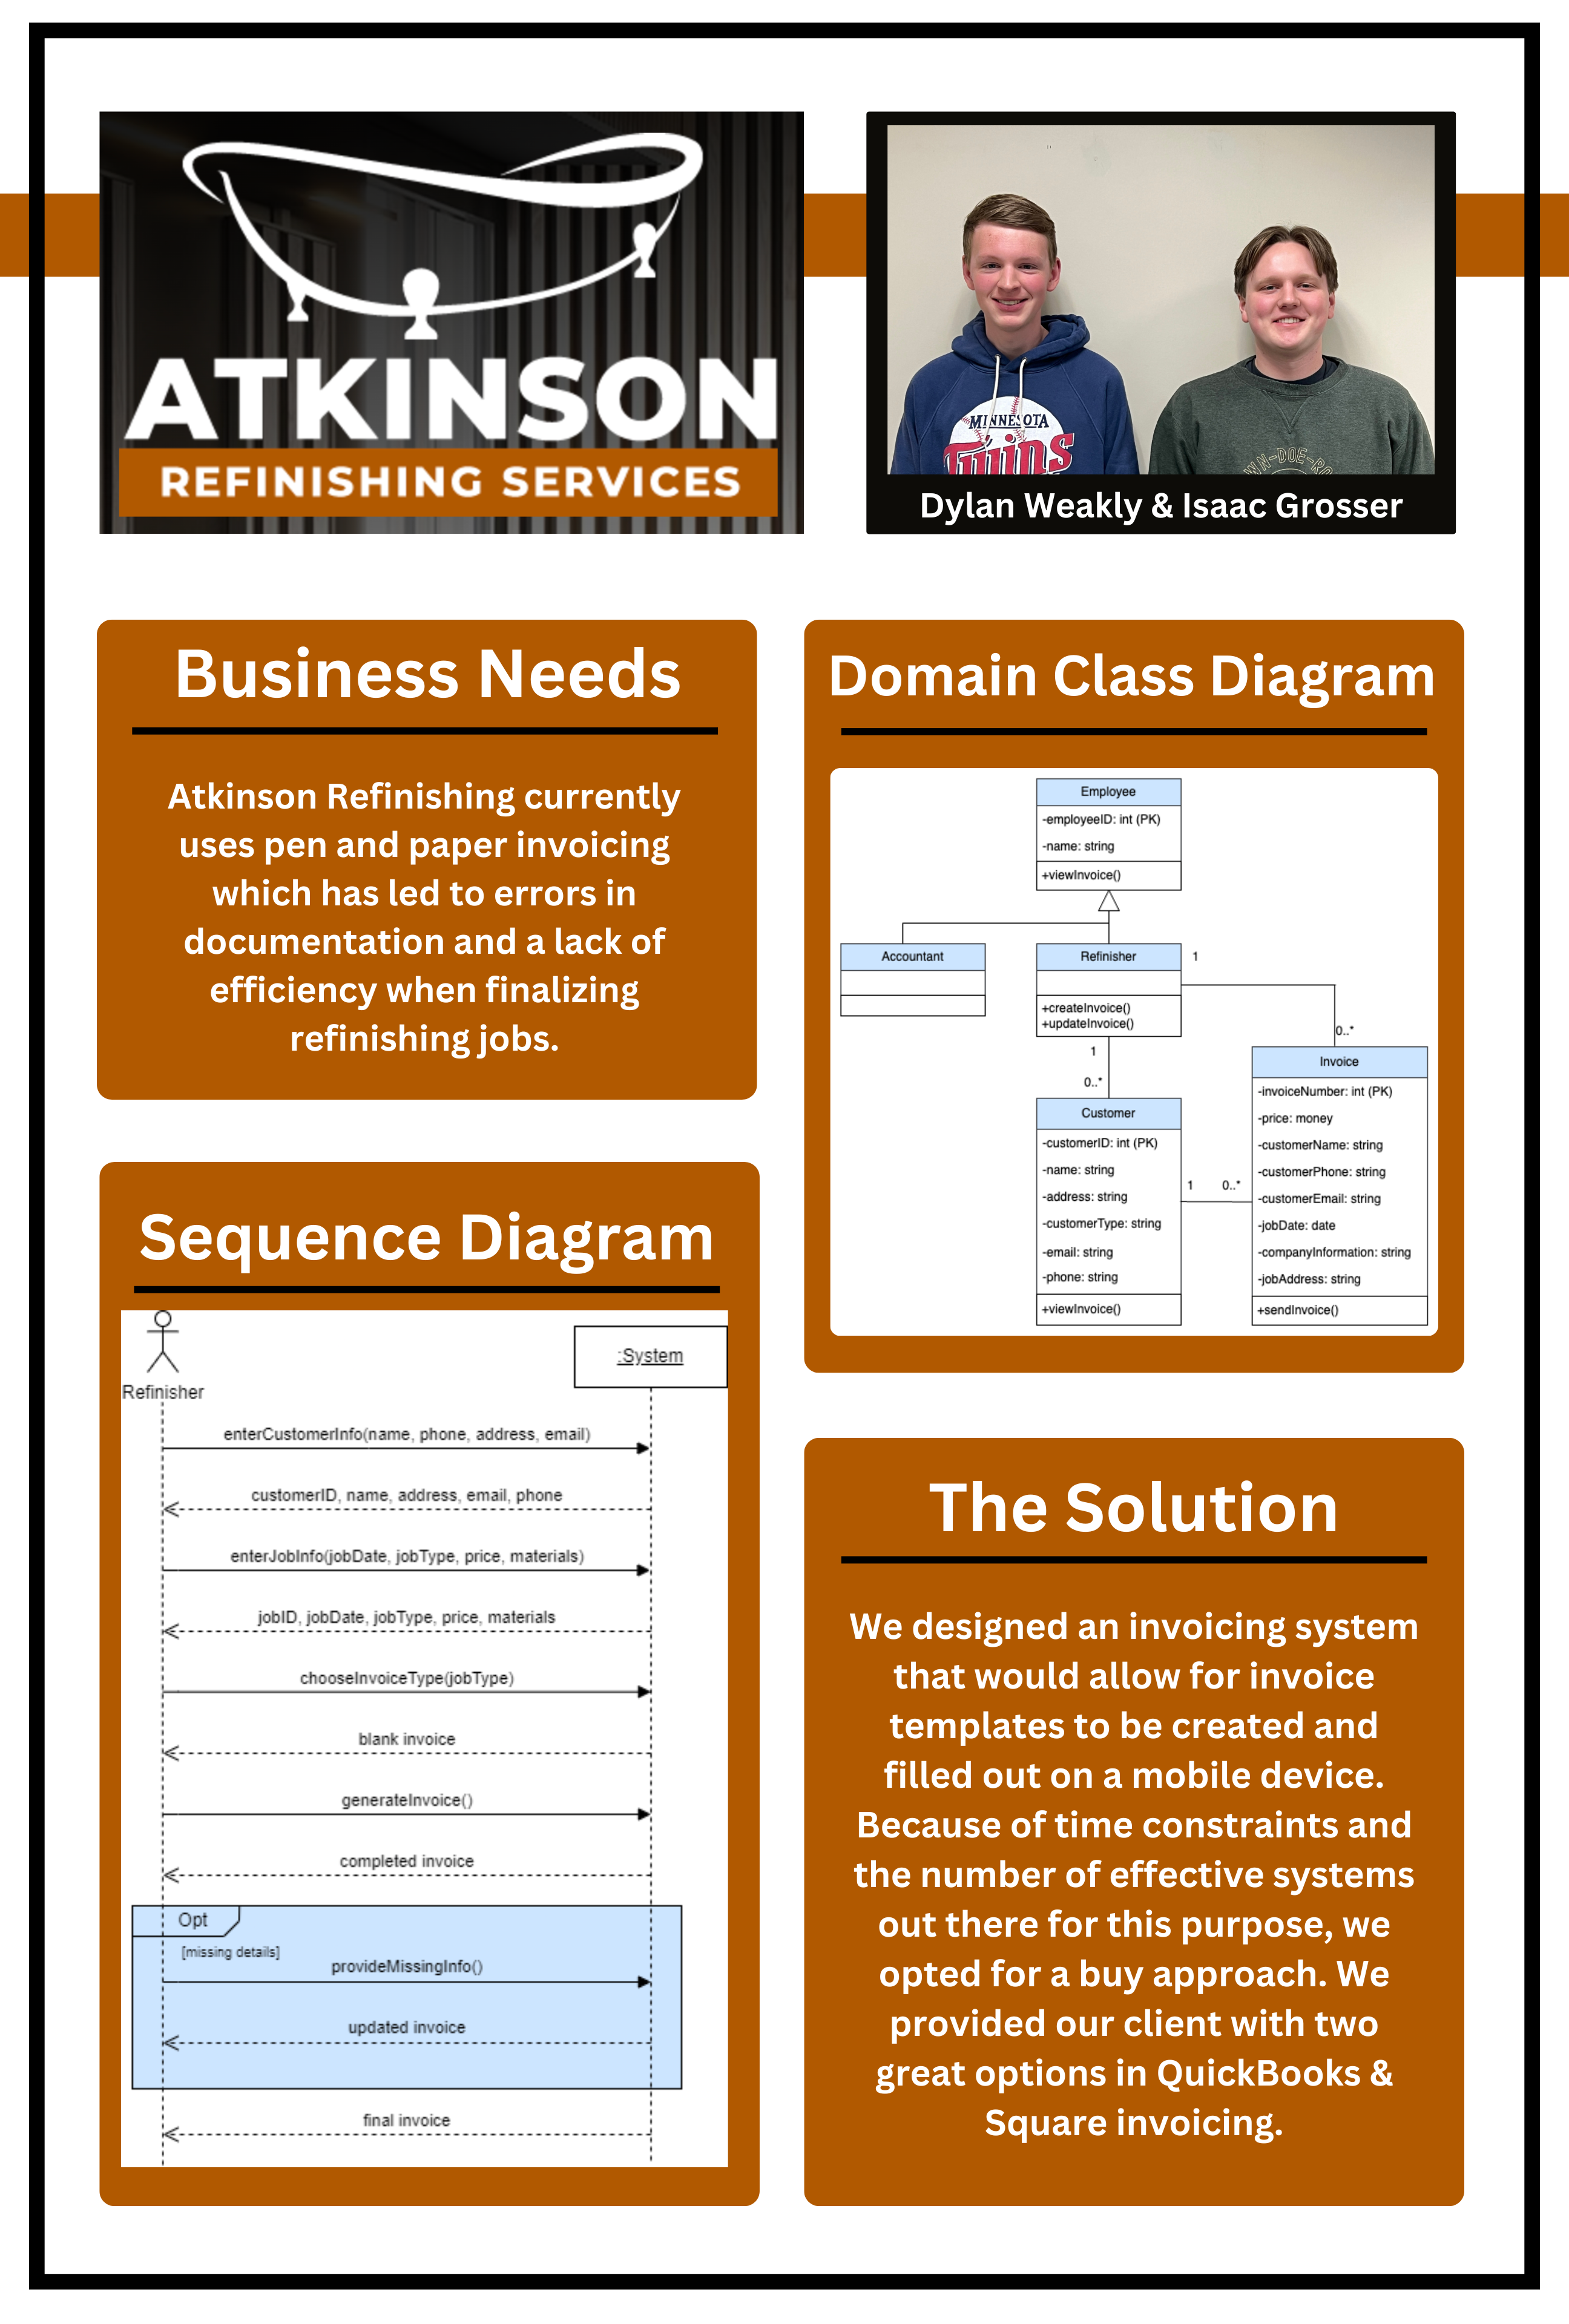 ATKINSON
REFINISHING SERVICES
MINNESOTA
Twins
WN-DOE-RO
Dylan Weakly & Isaac Grosser
Business Needs
Atkinson Refinishing currently
uses pen and paper invoicing
which has led to errors in
documentation and a lack of
efficiency when finalizing
refinishing jobs.
Domain Class Diagram
Employee
-employeeID: int (PK)
-name: string
+viewInvoice()
Accountant
Refinisher
1
+createInvoice()
+updateInvoice()
0..*
1
0..*
Invoice
-invoiceNumber: int (PK)
-price: money
-customerName: string
-customerPhone: string
-customerEmail: string
-jobDate: date
-companyInformation: string
-jobAddress: string
+sendInvoice()
Customer
-customerID: int (PK)
-name: string
-address: string
-customerType: string
-email: string
-phone: string
+viewInvoice()
1 0..*
Sequence Diagram
Refinisher
:System
enterCustomerInfo(name, phone, address, email)
customerID, name, address, email, phone
enterJobInfo(jobDate, jobType, price, materials)
jobID, jobDate, jobType, price, materials
chooseInvoiceType(jobType)
blank invoice
generateInvoice()
completed invoice
Opt
[missing details]
provideMissingInfo()
updated invoice
final invoice
The Solution
We designed an invoicing system
that would allow for invoice
templates to be created and
filled out on a mobile device.
Because of time constraints and
the number of effective systems
out there for this purpose, we
opted for a buy approach. We
provided our client with two
great options in QuickBooks &
Square invoicing.